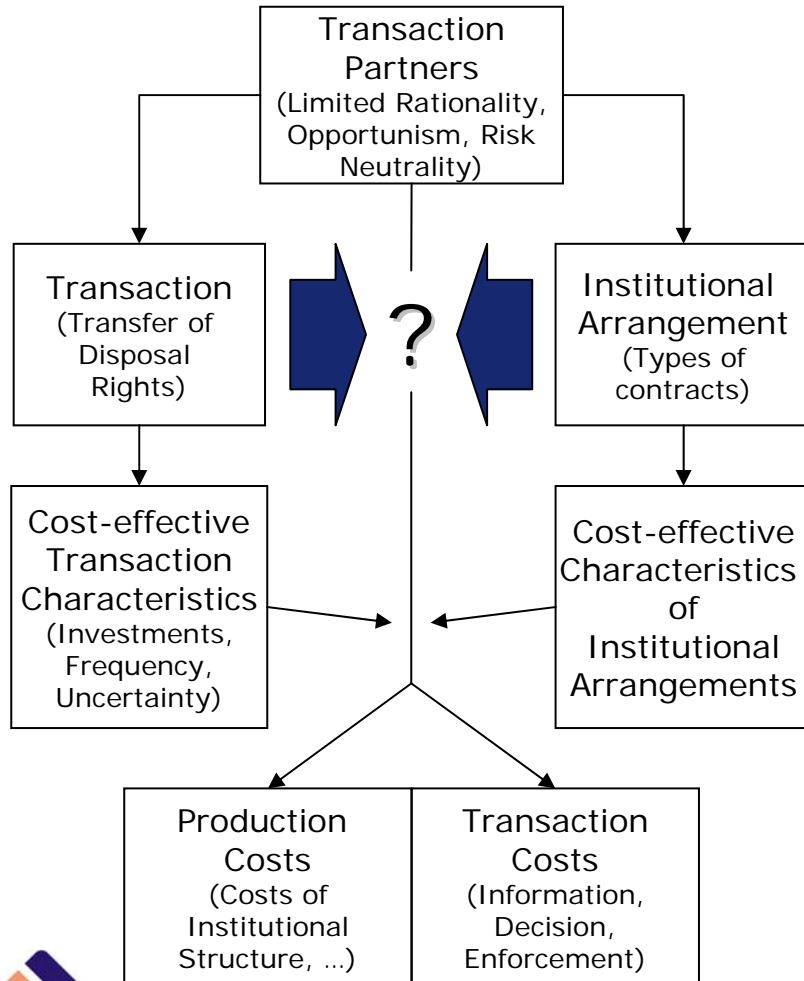 Transaction
Partners
(Limited Rationality,
Opportunism, Risk
Neutrality)
Transaction
(Transfer of
Disposal
Rights)
?
Institutional
Arrangement
(Types of
contracts)
Cost-effective
Transaction
Characteristics
(Investments,
Frequency,
Uncertainty)
Cost-effective
Characteristics
of
Institutional
Arrangements
Production
Costs
(Costs of
Institutional
Structure, ...)
Transaction
Costs
(Information,
Decision,
Enforcement)